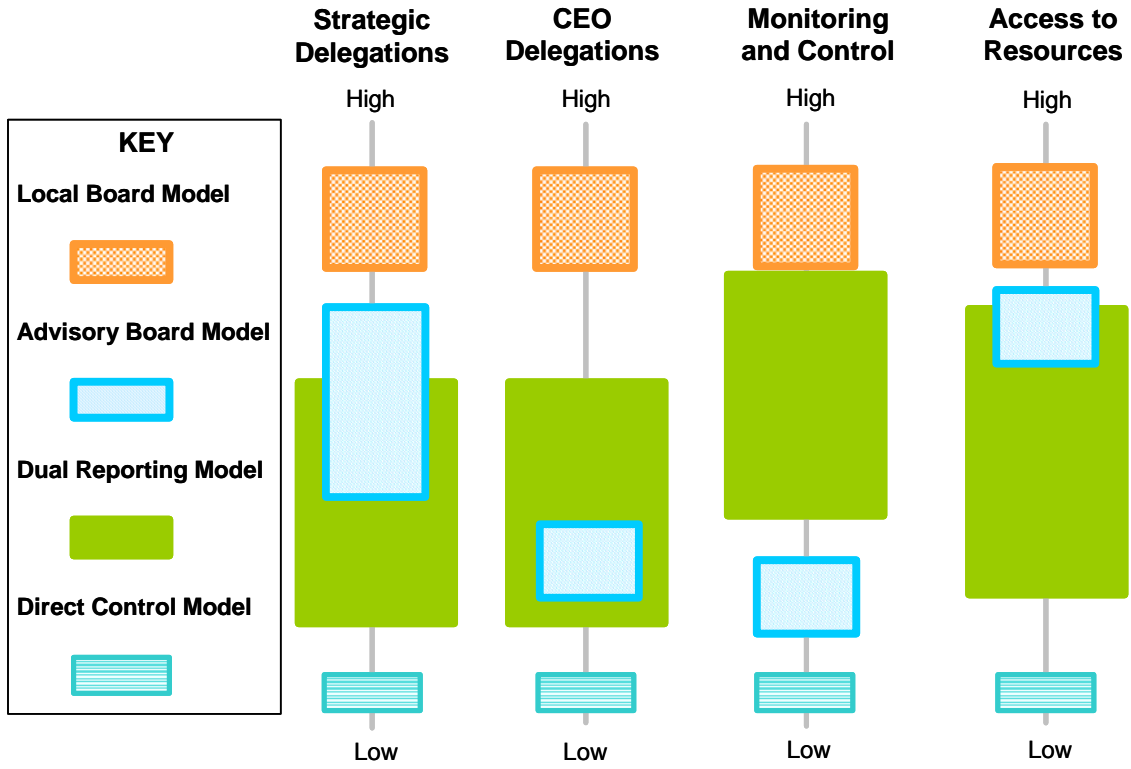 Strategic
Delegations
CEO
Delegations
Monitoring
and Control
Access to
Resources
High
High
High
High
KEY
Local Board Model
Advisory Board Model
Dual Reporting Model
Direct Control Model
Low
Low
Low
Low